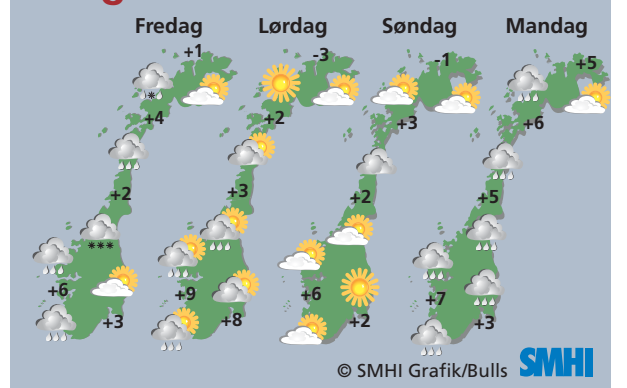 Fredag Lørdag Søndag Mandag
+1 -3 -1 +5
+4 +2 +3 +6
+2 +3 +2 +5
+6 +9 +6 +7
+3 +8 +2 +3
© SMHI Grafik/Bulls SMHI